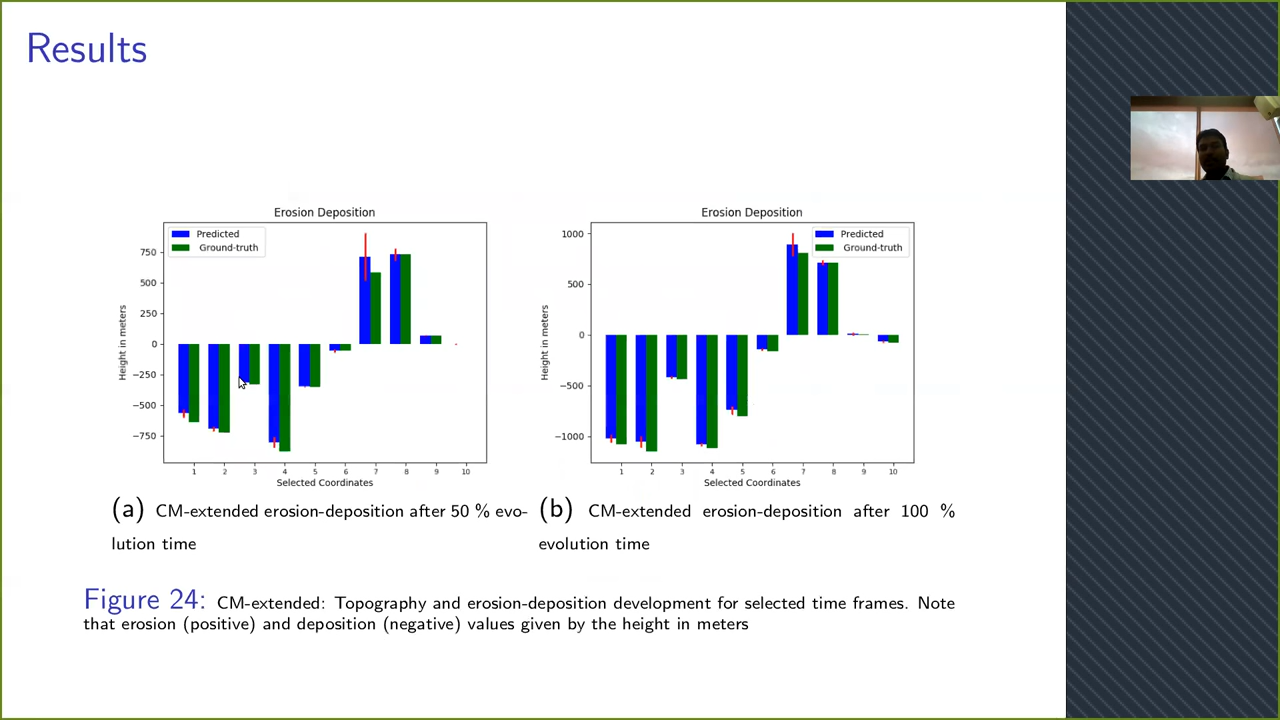 Results
Erosion Deposition
Predicted
Ground-truth
Height in meters
750
500
250
0
−250
−500
−750
1 2 3 4 5 6 7 8 9 10
Selected Coordinates
Erosion Deposition
Predicted
Ground-truth
Height in meters
1000
500
0
−500
−1000
1 2 3 4 5 6 7 8 9 10
Selected Coordinates
(a) CM-extended erosion-deposition after 50 % evo-
lution time
(b) CM-extended erosion-deposition after 100 %
evolution time
Figure 24: CM-extended: Topography and erosion-deposition development for selected time frames. Note
that erosion (positive) and deposition (negative) values given by the height in meters